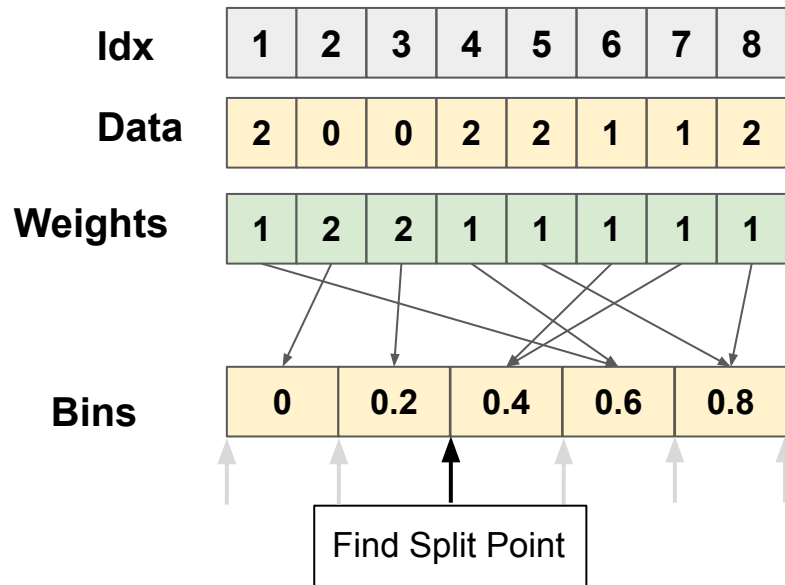 Idx 1 2 3 4 5 6 7 8
Data 2 0 0 2 2 1 1 2
Weights 1 2 2 1 1 1 1 1
Bins 0 0.2 0.4 0.6 0.8
Find Split Point